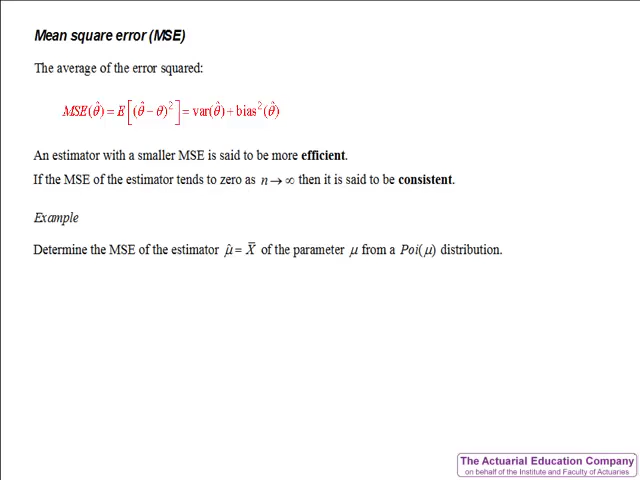 Mean square error (MSE)
The average of the error squared:
MSE(θ̂) = E[(θ̂ − θ)²] = var(θ̂) + bias²(θ̂)
An estimator with a smaller MSE is said to be more efficient.
If the MSE of the estimator tends to zero as n → ∞ then it is said to be consistent.
Example
Determine the MSE of the estimator μ̂ = X̄ of the parameter μ from a Poi(μ) distribution.
The Actuarial Education Company
on behalf of the Institute and Faculty of Actuaries